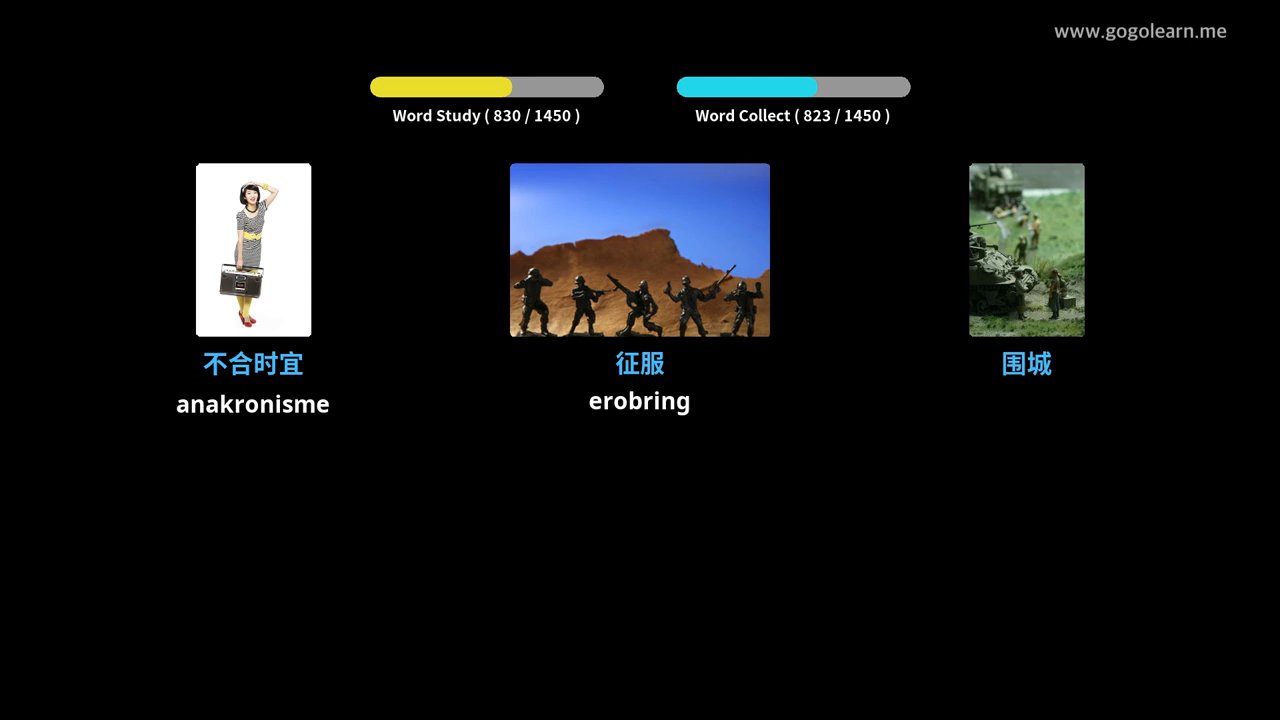 www.gogolearn.me
Word Study ( 830 / 1450 )
Word Collect ( 823 / 1450 )
不合时宜
征服
围城
anakronisme
erobring